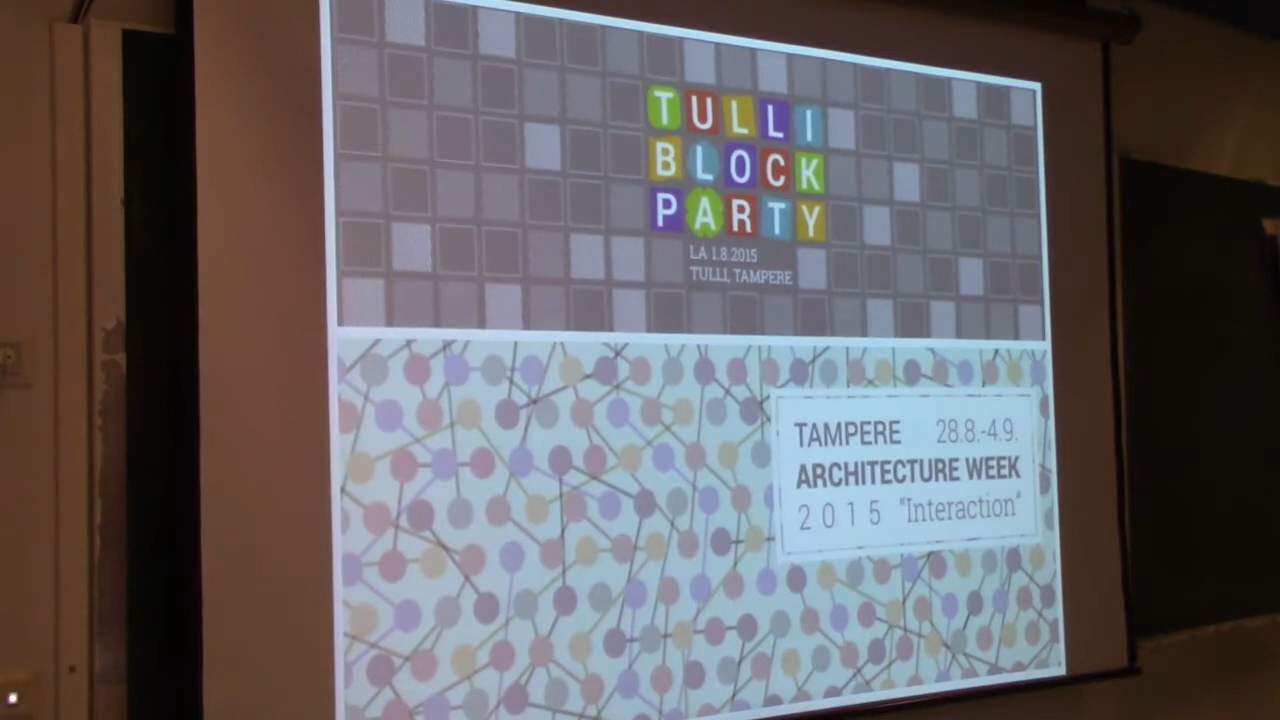 TULLI
BLOCK
PARTY
LA 1.8.2015
TULLI, TAMPERE
TAMPERE 28.8.-4.9.
ARCHITECTURE WEEK
2015 "Interaction"